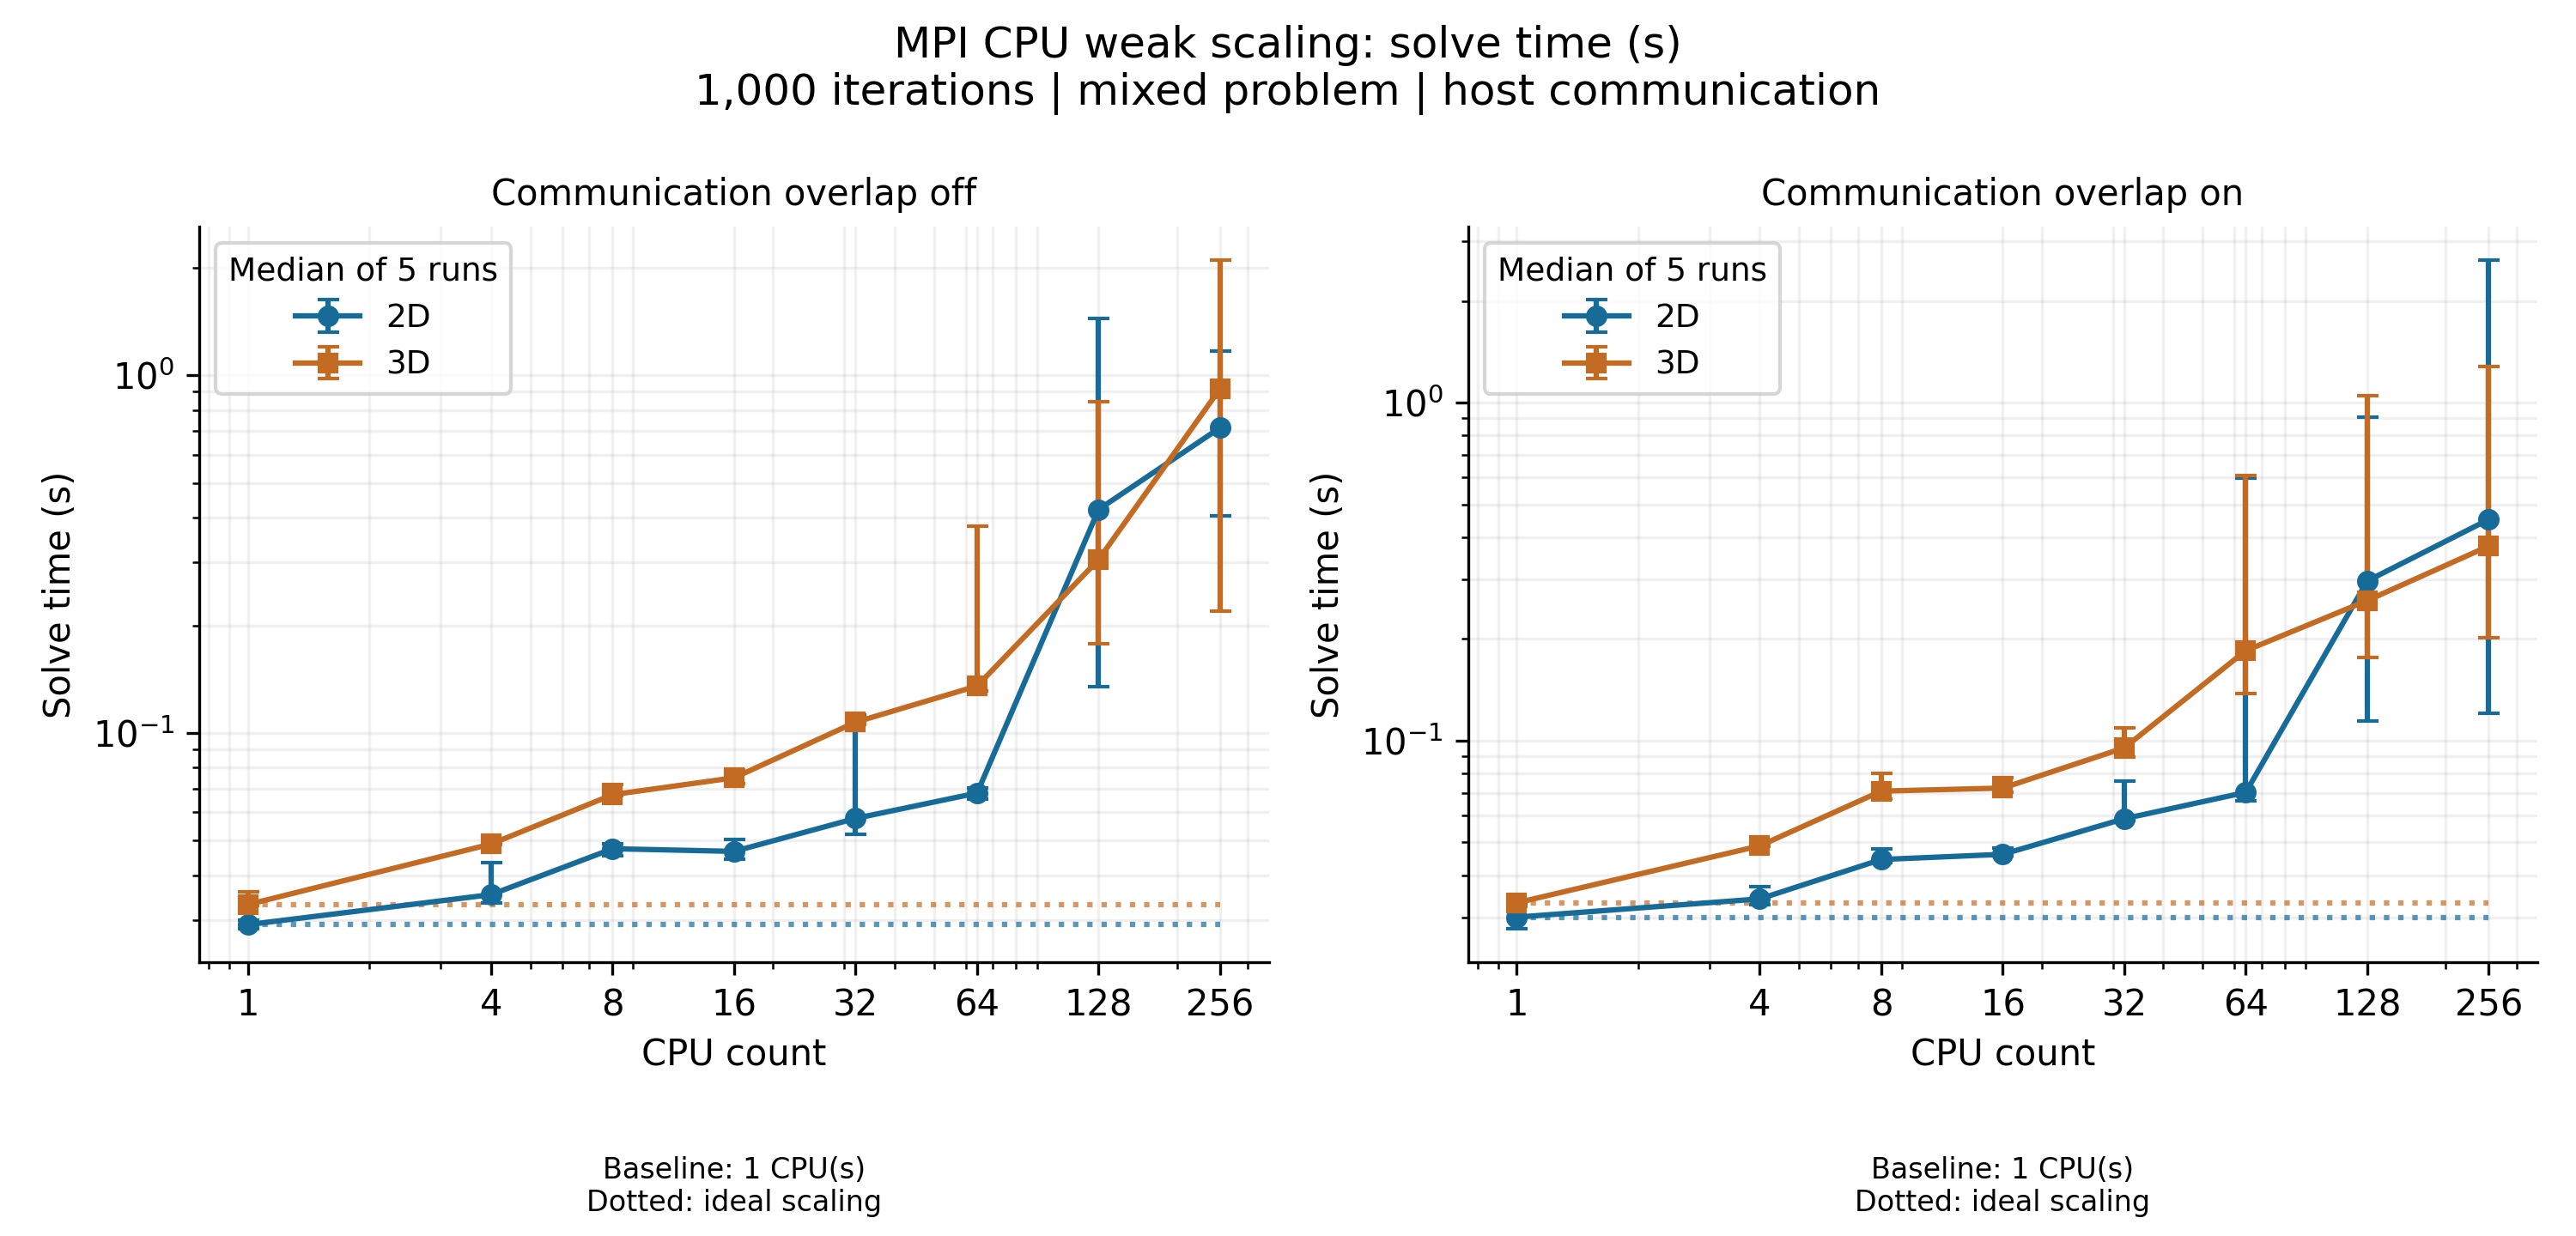 MPI CPU weak scaling: solve time (s)
1,000 iterations | mixed problem | host communication
Communication overlap off
Median of 5 runs
2D
3D
Solve time (s)
10⁰
10⁻¹
1 4 8 16 32 64 128 256
CPU count
Baseline: 1 CPU(s)
Dotted: ideal scaling
Communication overlap on
Median of 5 runs
2D
3D
Solve time (s)
10⁰
10⁻¹
1 4 8 16 32 64 128 256
CPU count
Baseline: 1 CPU(s)
Dotted: ideal scaling